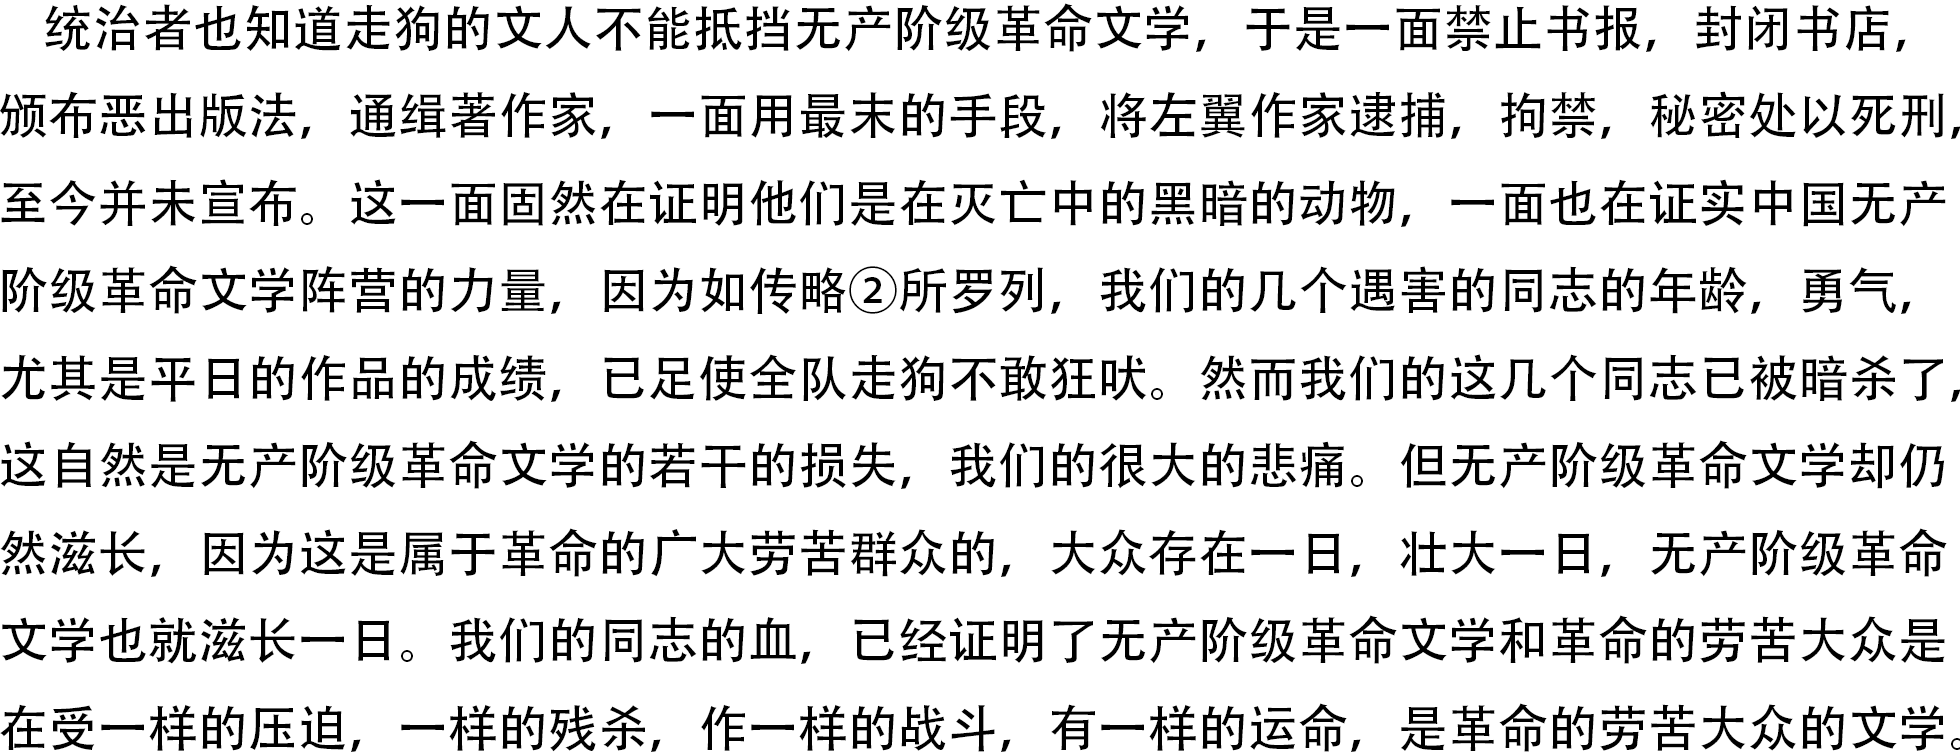 统治者也知道走狗的文人不能抵挡无产阶级革命文学，于是一面禁止书报，封闭书店，
颁布恶出版法，通缉著作家，一面用最末的手段，将左翼作家逮捕，拘禁，秘密处以死刑，
至今并未宣布。这一面固然在证明他们是在灭亡中的黑暗的动物，一面也在证实中国无产
阶级革命文学阵营的力量，因为如传略②所罗列，我们的几个遇害的同志的年龄，勇气，
尤其是平日的作品的成绩，已足使全队走狗不敢狂吠。然而我们的这几个同志已被暗杀了，
这自然是无产阶级革命文学的若干的损失，我们的很大的悲痛。但无产阶级革命文学却仍
然滋长，因为这是属于革命的广大劳苦群众的，大众存在一日，壮大一日，无产阶级革命
文学也就滋长一日。我们的同志的血，已经证明了无产阶级革命文学和革命的劳苦大众是
在受一样的压迫，一样的残杀，作一样的战斗，有一样的运命，是革命的劳苦大众的文学。